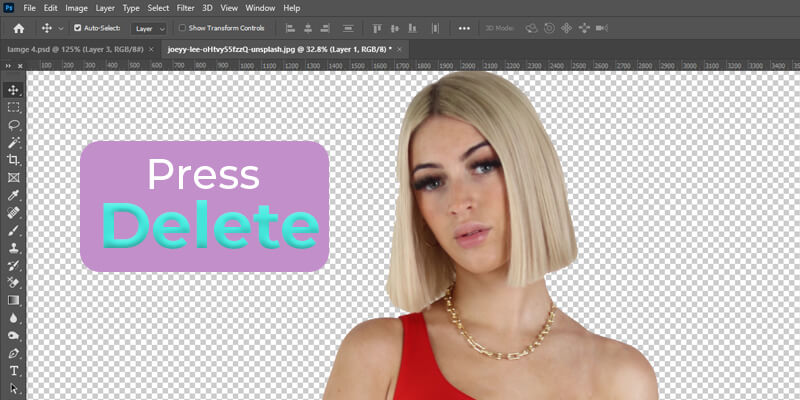 Ps File Edit Image Layer Type Select Filter 3D View Window Help
Auto-Select: Layer Show Transform Controls 3D Mode:
lamge 4.psd @ 125% (Layer 3, RGB/8#) × joeyy-lee-oHtvy55fzzQ-unsplash.jpg @ 32.8% (Layer 1, RGB/8) * ×
100 200 300 400 500 600 700 800 900 1000 1100 1200 1300 1400 1500 1600 1700 1800 1900 2000 2100 2200 2300 2400 2500 2600 2700 2800 2900 3000 3100 3200 3300 3400
Press
Delete